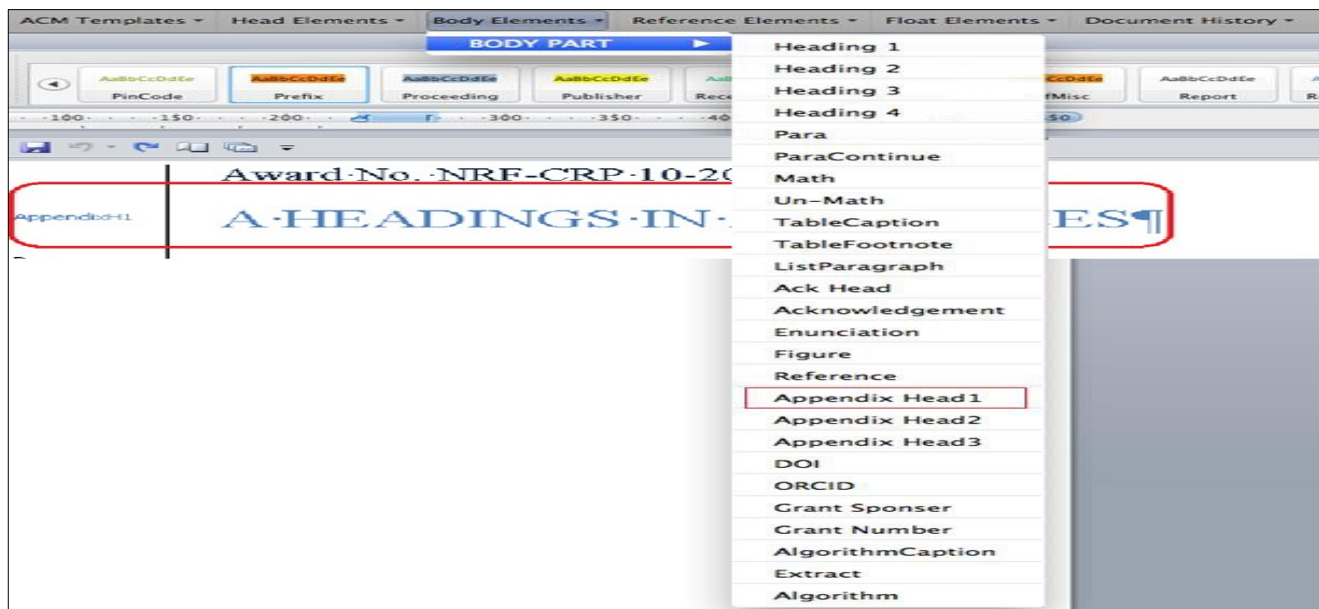 ACM Templates Head Elements Body Elements Reference Elements Float Elements Document History
BODY PART
AaBbCcDdEe AaBbCcDdEe AaBbCcDdEe AaBbCcDdEe AaBbCcDdEe
PinCode Prefix Proceeding Publisher Report
-100- -150- -200- -300- -350-
Award·No.·NRF-CRP·10-20
AppendixH1 A·HEADINGS·IN· ES¶
Heading 1
Heading 2
Heading 3
Heading 4
Para
ParaContinue
Math
Un-Math
TableCaption
TableFootnote
ListParagraph
Ack Head
Acknowledgement
Enunciation
Figure
Reference
Appendix Head1
Appendix Head2
Appendix Head3
DOI
ORCID
Grant Sponser
Grant Number
AlgorithmCaption
Extract
Algorithm